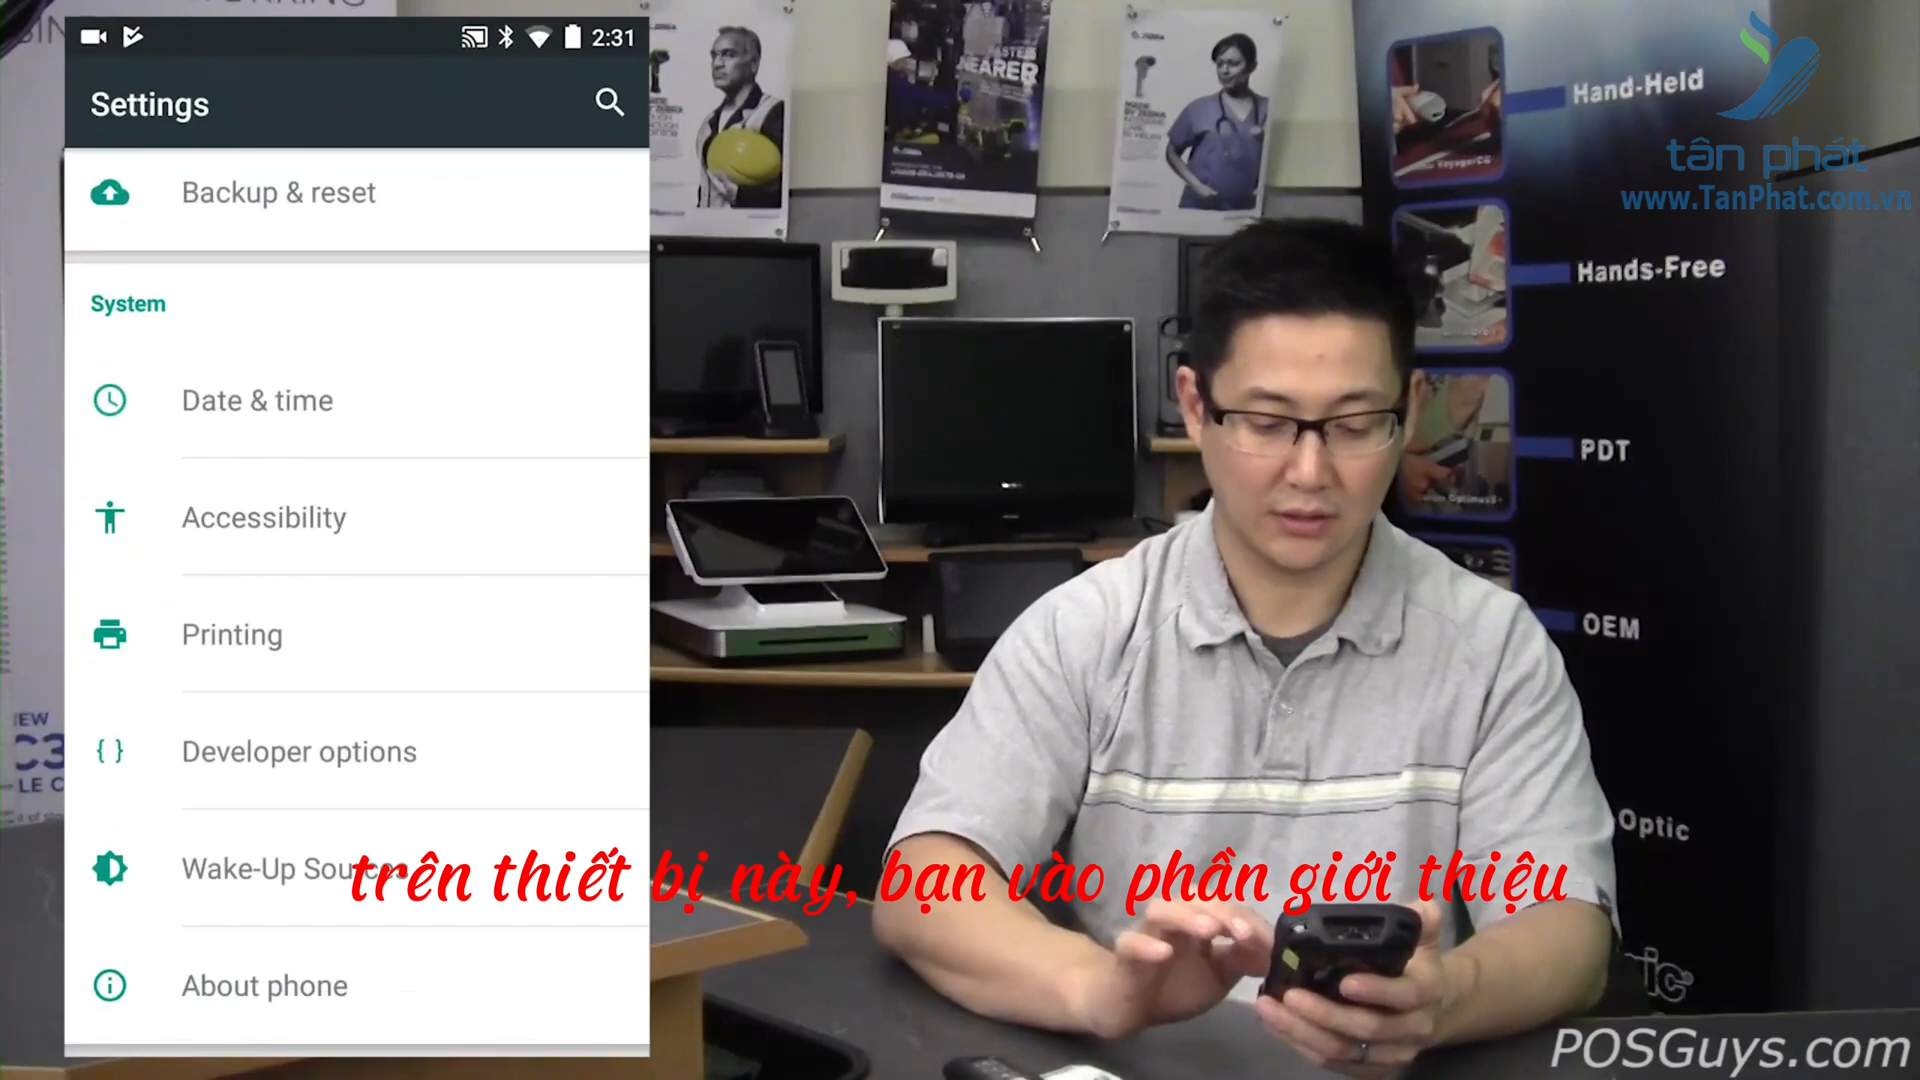 2:31
Settings
Backup & reset
System
Date & time
Accessibility
Printing
Developer options
Wake-Up Sources
About phone
trên thiết bị này, bạn vào phần giới thiệu
NEARER
Hand-Held
Hands-Free
PDT
OEM
Optic
tân phát
www.TanPhat.com.vn
POSGuys.com